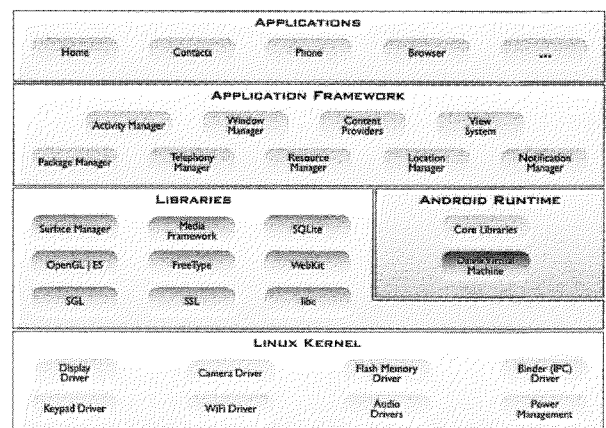 APPLICATIONS
Home Contacts Phone Browser ...
APPLICATION FRAMEWORK
Activity Manager Window Manager Content Providers View System
Package Manager Telephony Manager Resource Manager Location Manager Notification Manager
LIBRARIES
Surface Manager Media Framework SQLite
OpenGL | ES FreeType WebKit
SGL SSL libc
ANDROID RUNTIME
Core Libraries
Dalvik Virtual Machine
LINUX KERNEL
Display Driver Camera Driver Flash Memory Driver Binder (IPC) Driver
Keypad Driver WiFi Driver Audio Drivers Power Management